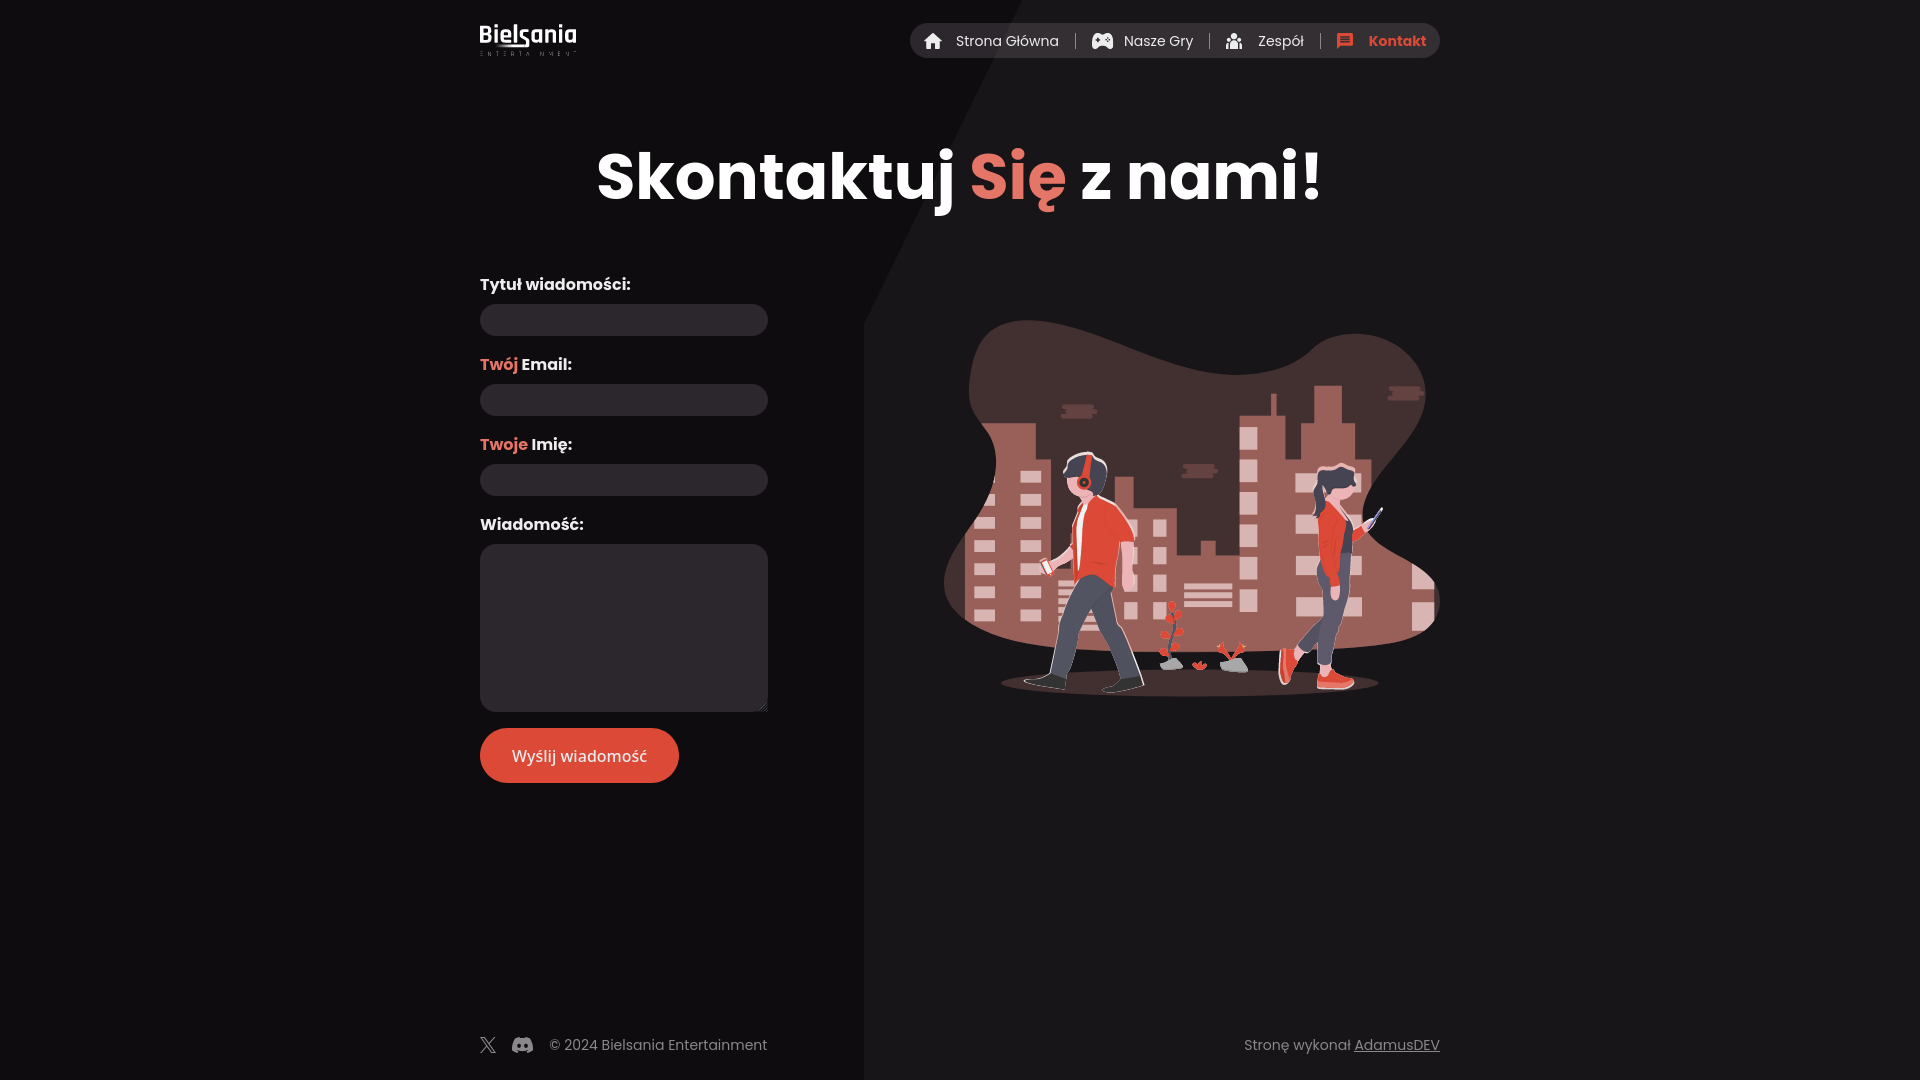 Bielsania
ENTERTAINMENT
Strona Główna
Nasze Gry
Zespół
Kontakt
Skontaktuj Się z nami!
Tytuł wiadomości:
Twój Email:
Twoje Imię:
Wiadomość:
Wyślij wiadomość
© 2024 Bielsania Entertainment
Stronę wykonał AdamusDEV